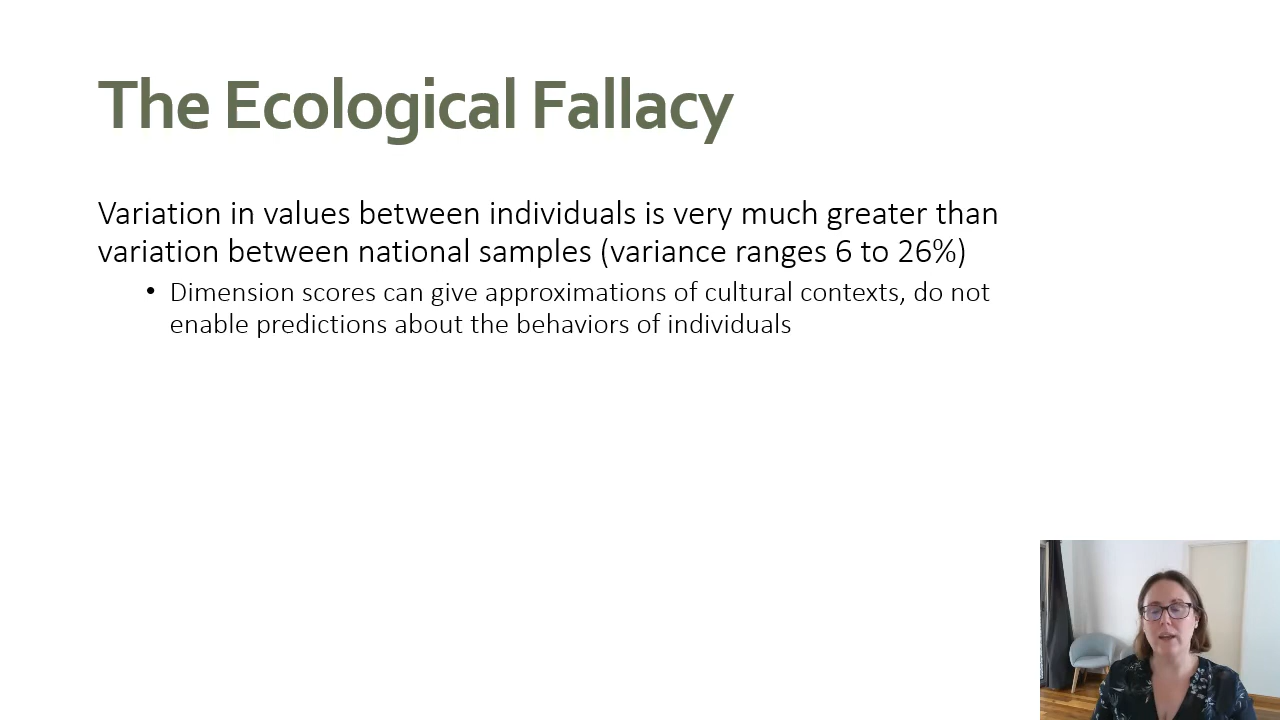 The Ecological Fallacy
Variation in values between individuals is very much greater than
variation between national samples (variance ranges 6 to 26%)
• Dimension scores can give approximations of cultural contexts, do not
enable predictions about the behaviors of individuals